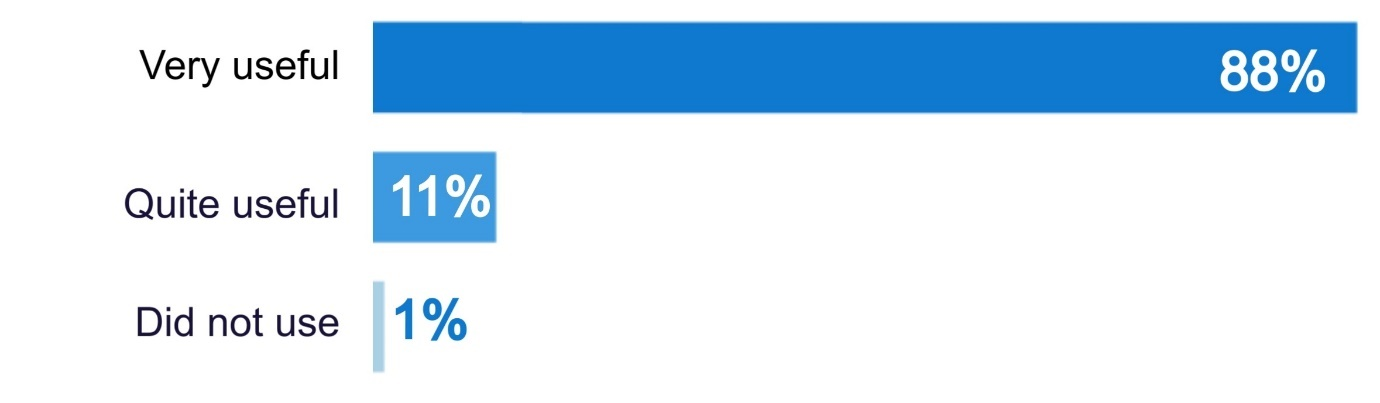 Very useful 88%
Quite useful 11%
Did not use 1%